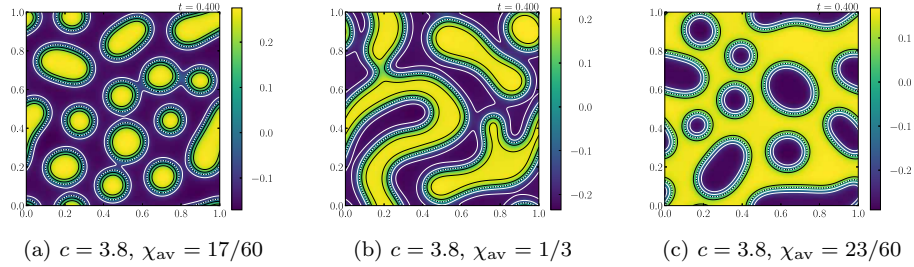 t = 0.400 t = 0.400 t = 0.400
1.0 1.0 1.0
0.8 0.8 0.8
0.6 0.6 0.6
0.4 0.4 0.4
0.2 0.2 0.2
0.0 0.0 0.0
0.0 0.2 0.4 0.6 0.8 1.0 0.0 0.2 0.4 0.6 0.8 1.0 0.0 0.2 0.4 0.6 0.8 1.0
0.2 0.2 0.1
0.1 0.1 0.0
0.0 0.0 −0.1
−0.1 −0.1 −0.2
−0.2
(a) c = 3.8, χav = 17/60 (b) c = 3.8, χav = 1/3 (c) c = 3.8, χav = 23/60